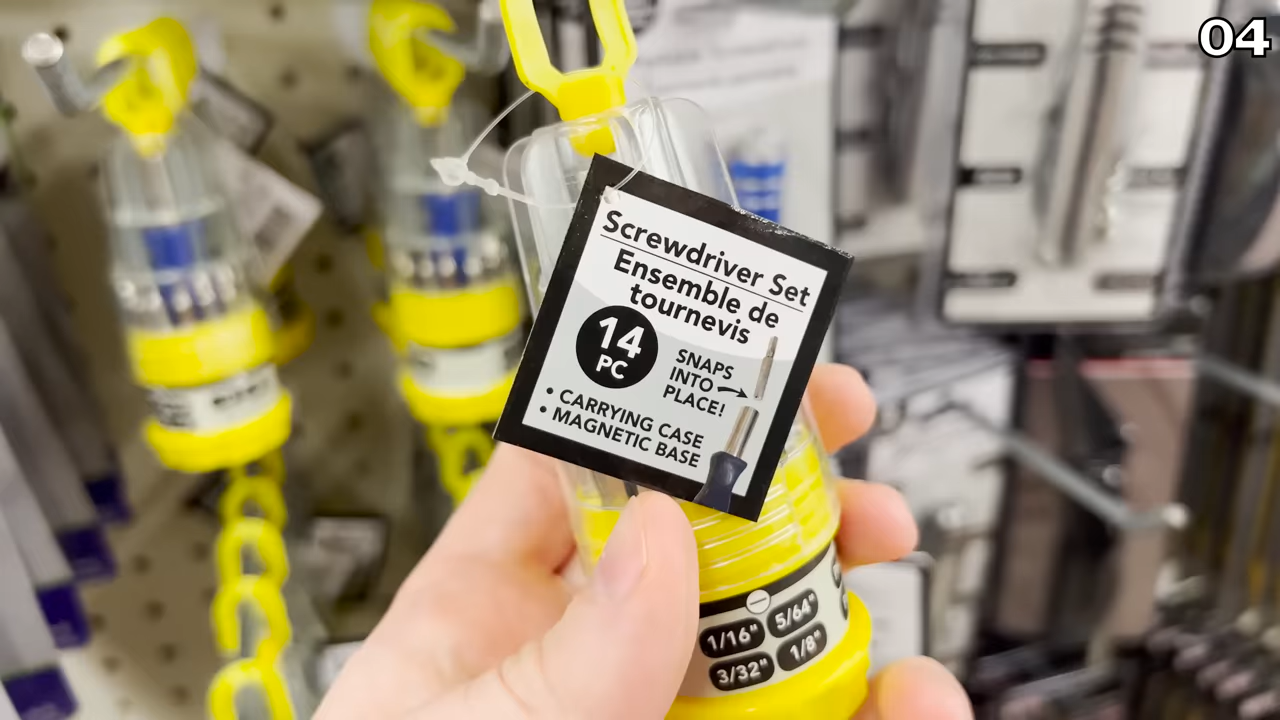 04
Screwdriver Set
Ensemble de
tournevis
14
PC
SNAPS
INTO
PLACE!
• CARRYING CASE
• MAGNETIC BASE
1/16" 5/64"
3/32" 1/8"